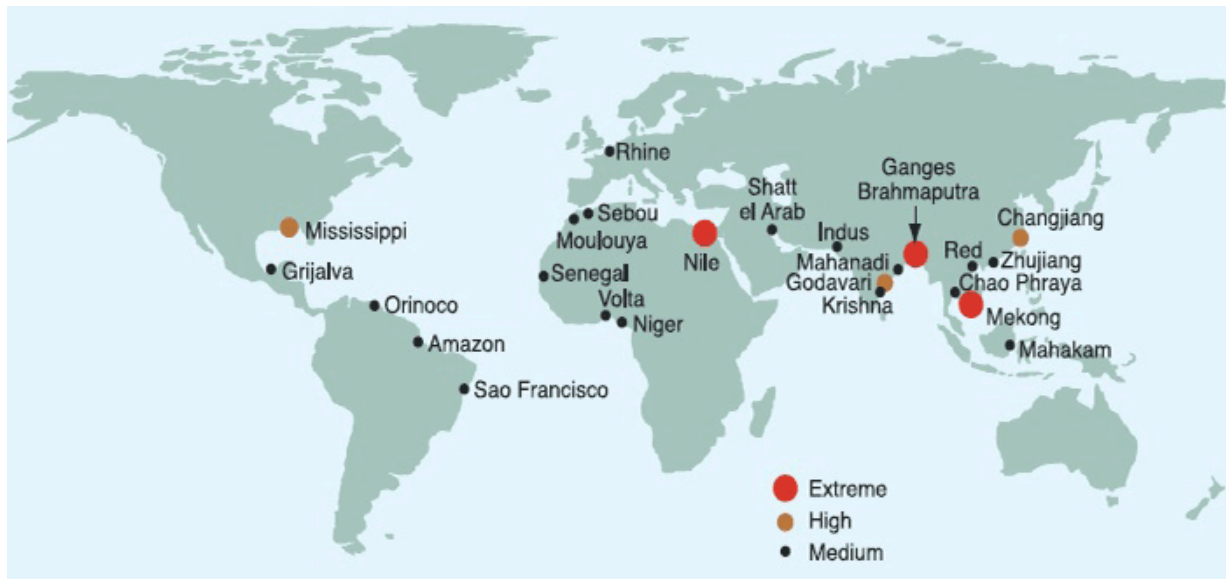 Rhine
Ganges
Brahmaputra
Shatt
el Arab
Sebou
Moulouya
Changjiang
Mississippi
Nile
Indus
Red
Zhujiang
Mahanadi
Grijalva
Senegal
Godavari
Chao Phraya
Krishna
Volta
Orinoco
Niger
Mekong
Amazon
Mahakam
Sao Francisco
Extreme
High
Medium